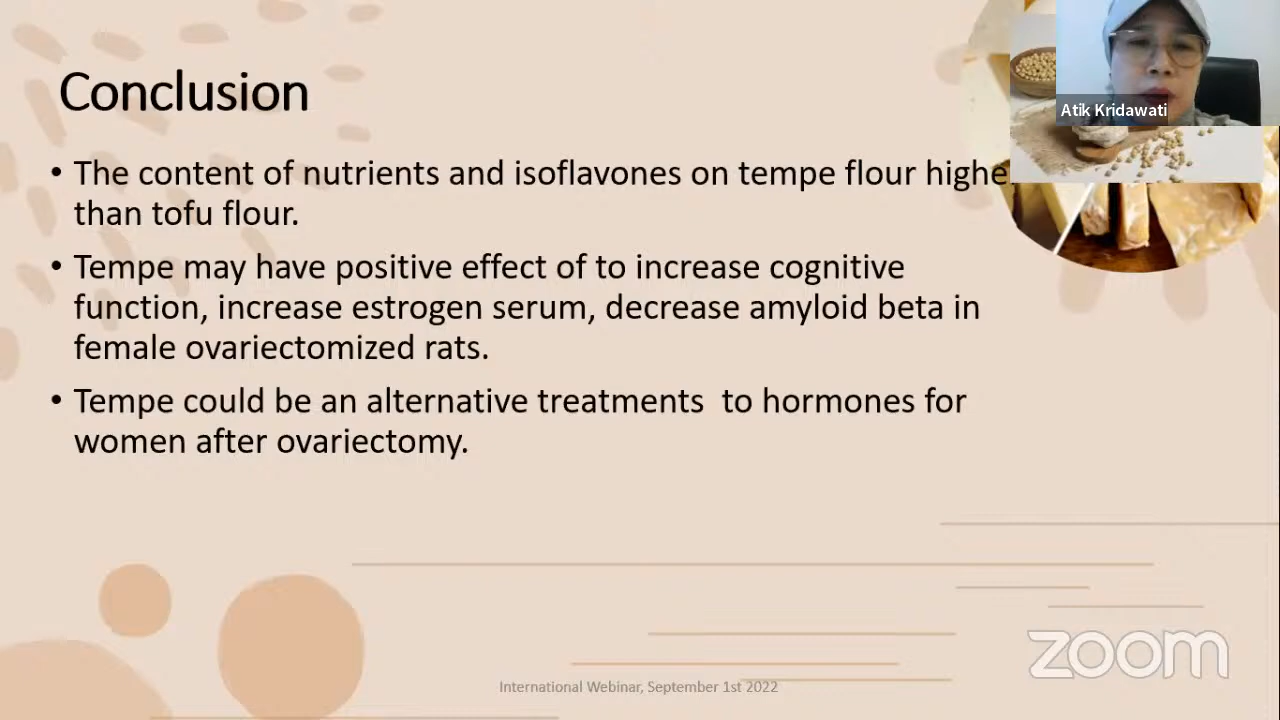 Conclusion
Atik Kridawati
• The content of nutrients and isoflavones on tempe flour highe
than tofu flour.
• Tempe may have positive effect of to increase cognitive
function, increase estrogen serum, decrease amyloid beta in
female ovariectomized rats.
• Tempe could be an alternative treatments  to hormones for
women after ovariectomy.
zoom
International Webinar, September 1st 2022